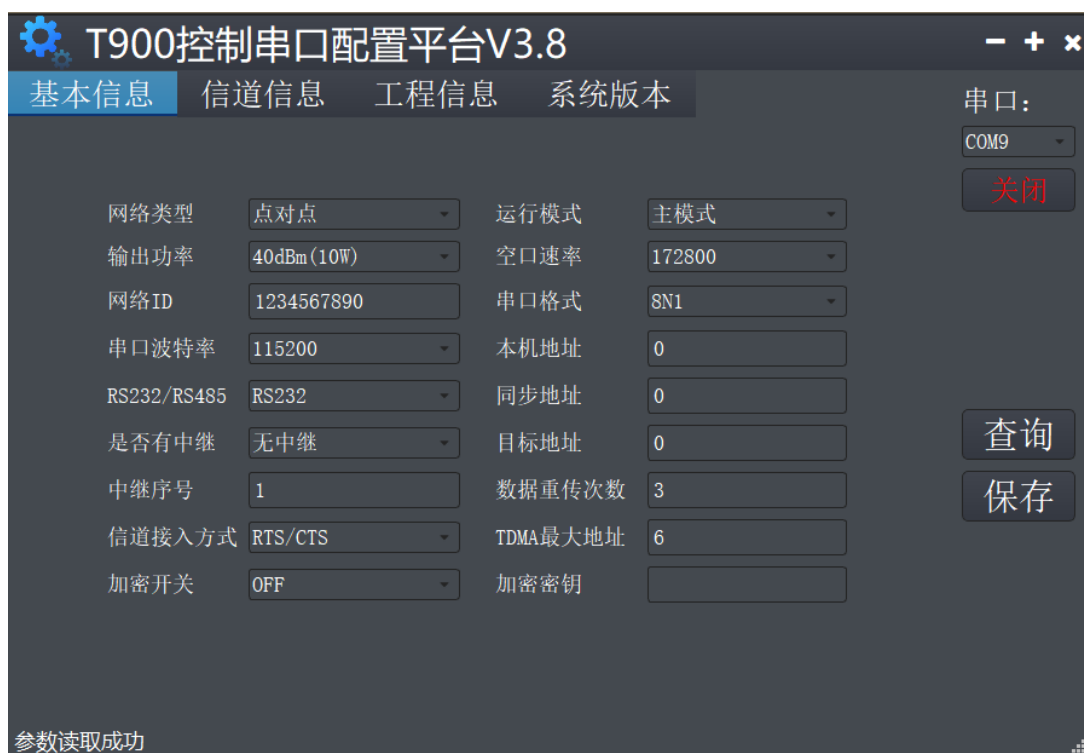 T900控制串口配置平台V3.8
基本信息 信道信息 工程信息 系统版本
串口：
COM9
关闭
网络类型 点对点 运行模式 主模式
输出功率 40dBm(10W) 空口速率 172800
网络ID 1234567890 串口格式 8N1
串口波特率 115200 本机地址 0
RS232/RS485 RS232 同步地址 0
是否有中继 无中继 目标地址 0
查询
中继序号 1 数据重传次数 3
保存
信道接入方式 RTS/CTS TDMA最大地址 6
加密开关 OFF 加密密钥
参数读取成功